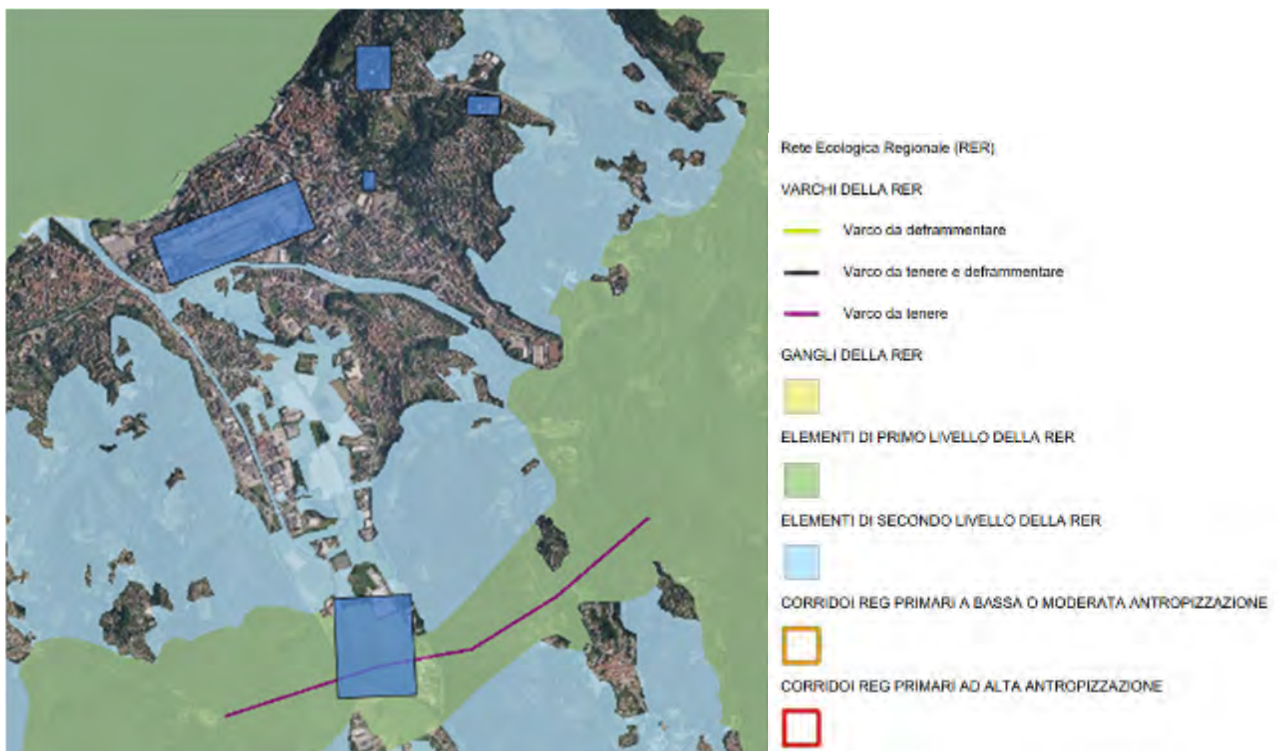 Rete Ecologica Regionale (RER)
VARCHI DELLA RER
Varco da deframmentare
Varco da tenere e deframmentare
Varco da tenere
GANGLI DELLA RER
ELEMENTI DI PRIMO LIVELLO DELLA RER
ELEMENTI DI SECONDO LIVELLO DELLA RER
CORRIDOI REG PRIMARI A BASSA O MODERATA ANTROPIZZAZIONE
CORRIDOI REG PRIMARI AD ALTA ANTROPIZZAZIONE